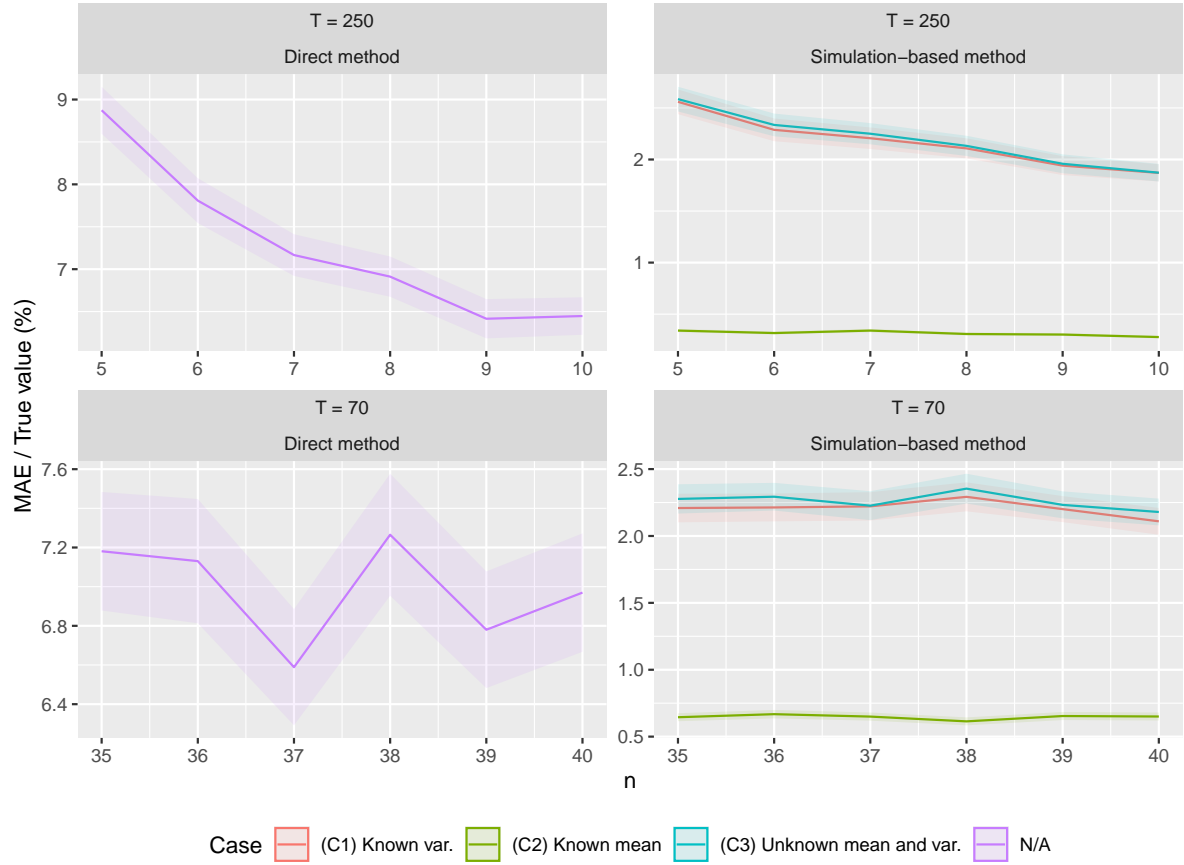 T = 250
Direct method
T = 250
Simulation−based method
9
8
7
2
1
5 6 7 8 9 10
5 6 7 8 9 10
MAE / True value (%)
T = 70
Direct method
T = 70
Simulation−based method
7.6
7.2
6.8
6.4
2.5
2.0
1.5
1.0
0.5
35 36 37 38 39 40
35 36 37 38 39 40
n
Case (C1) Known var. (C2) Known mean (C3) Unknown mean and var. N/A